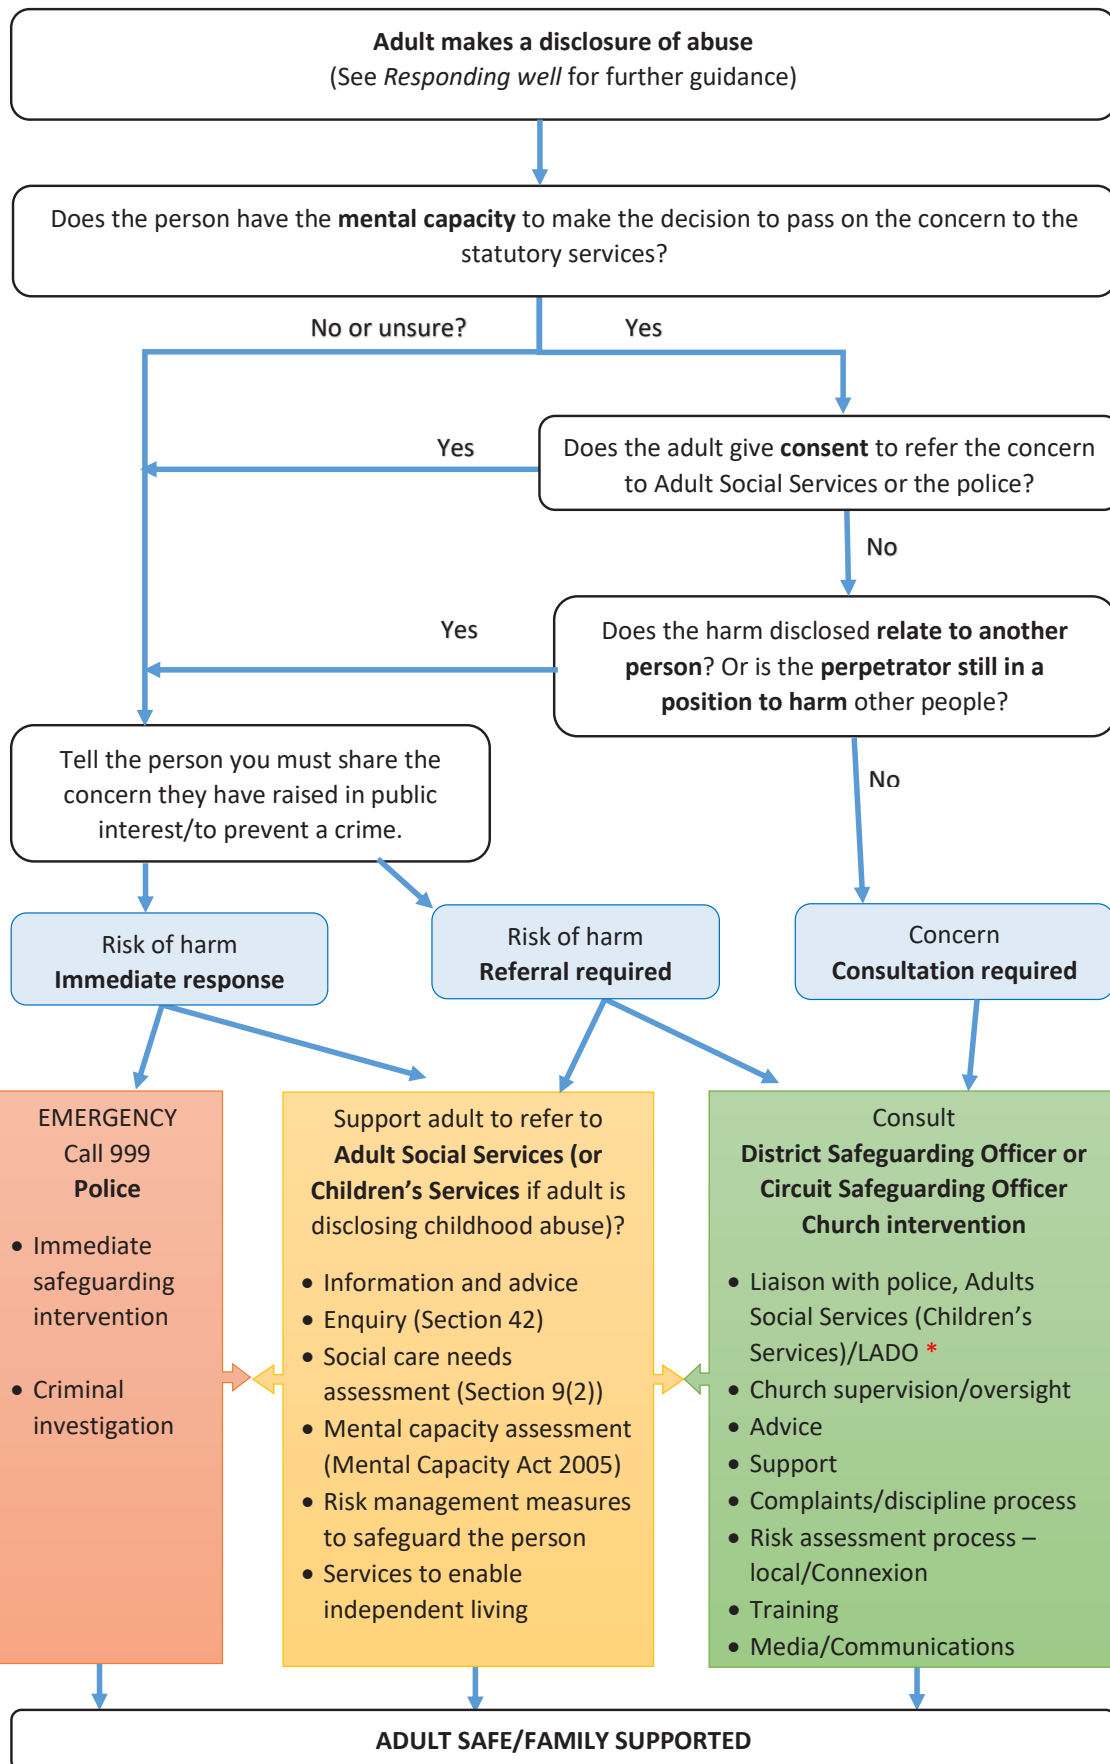 Adult makes a disclosure of abuse
(See Responding well for further guidance)
Does the person have the mental capacity to make the decision to pass on the concern to the
statutory services?
No or unsure?
Yes
Does the adult give consent to refer the concern
to Adult Social Services or the police?
Yes
No
Does the harm disclosed relate to another
person? Or is the perpetrator still in a
position to harm other people?
Yes
No
Tell the person you must share the
concern they have raised in public
interest/to prevent a crime.
Risk of harm
Immediate response
Risk of harm
Referral required
Concern
Consultation required
EMERGENCY
Call 999
Police
• Immediate
safeguarding
intervention
• Criminal
investigation
Support adult to refer to
Adult Social Services (or
Children’s Services if adult is
disclosing childhood abuse)?
• Information and advice
• Enquiry (Section 42)
• Social care needs
assessment (Section 9(2))
• Mental capacity assessment
(Mental Capacity Act 2005)
• Risk management measures
to safeguard the person
• Services to enable
independent living
Consult
District Safeguarding Officer or
Circuit Safeguarding Officer
Church intervention
• Liaison with police, Adults
Social Services (Children’s
Services)/LADO *
• Church supervision/oversight
• Advice
• Support
• Complaints/discipline process
• Risk assessment process –
local/Connexion
• Training
• Media/Communications
ADULT SAFE/FAMILY SUPPORTED